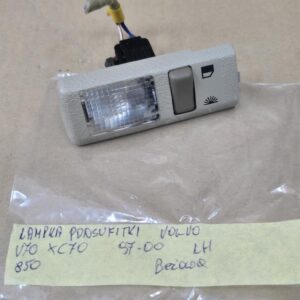 LAMPKA PODSUFITKI VOLVO
V70 XC70 97-00 LH
850 Beżowa